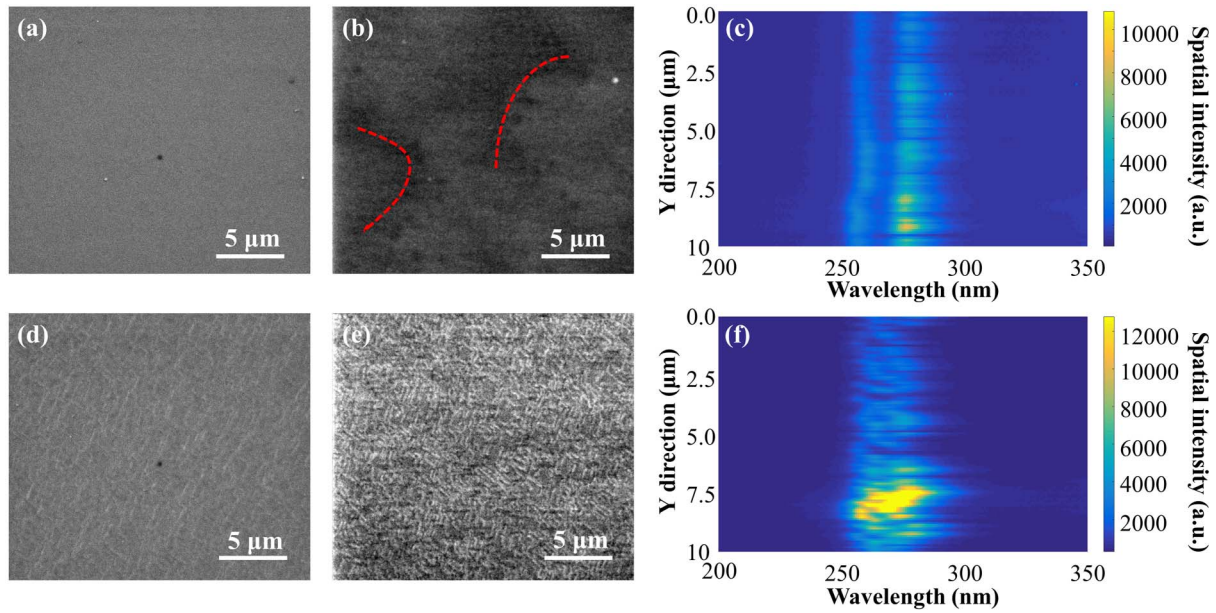 (a)
5 μm
(b)
5 μm
(c)
0.0
2.5
5.0
7.5
10
Y direction (μm)
200
250
300
350
Wavelength (nm)
10000
8000
6000
4000
2000
Spatial intensity (a.u.)
(d)
5 μm
(e)
5 μm
(f)
0.0
2.5
5.0
7.5
10
Y direction (μm)
200
250
300
350
Wavelength (nm)
12000
10000
8000
6000
4000
2000
Spatial intensity (a.u.)